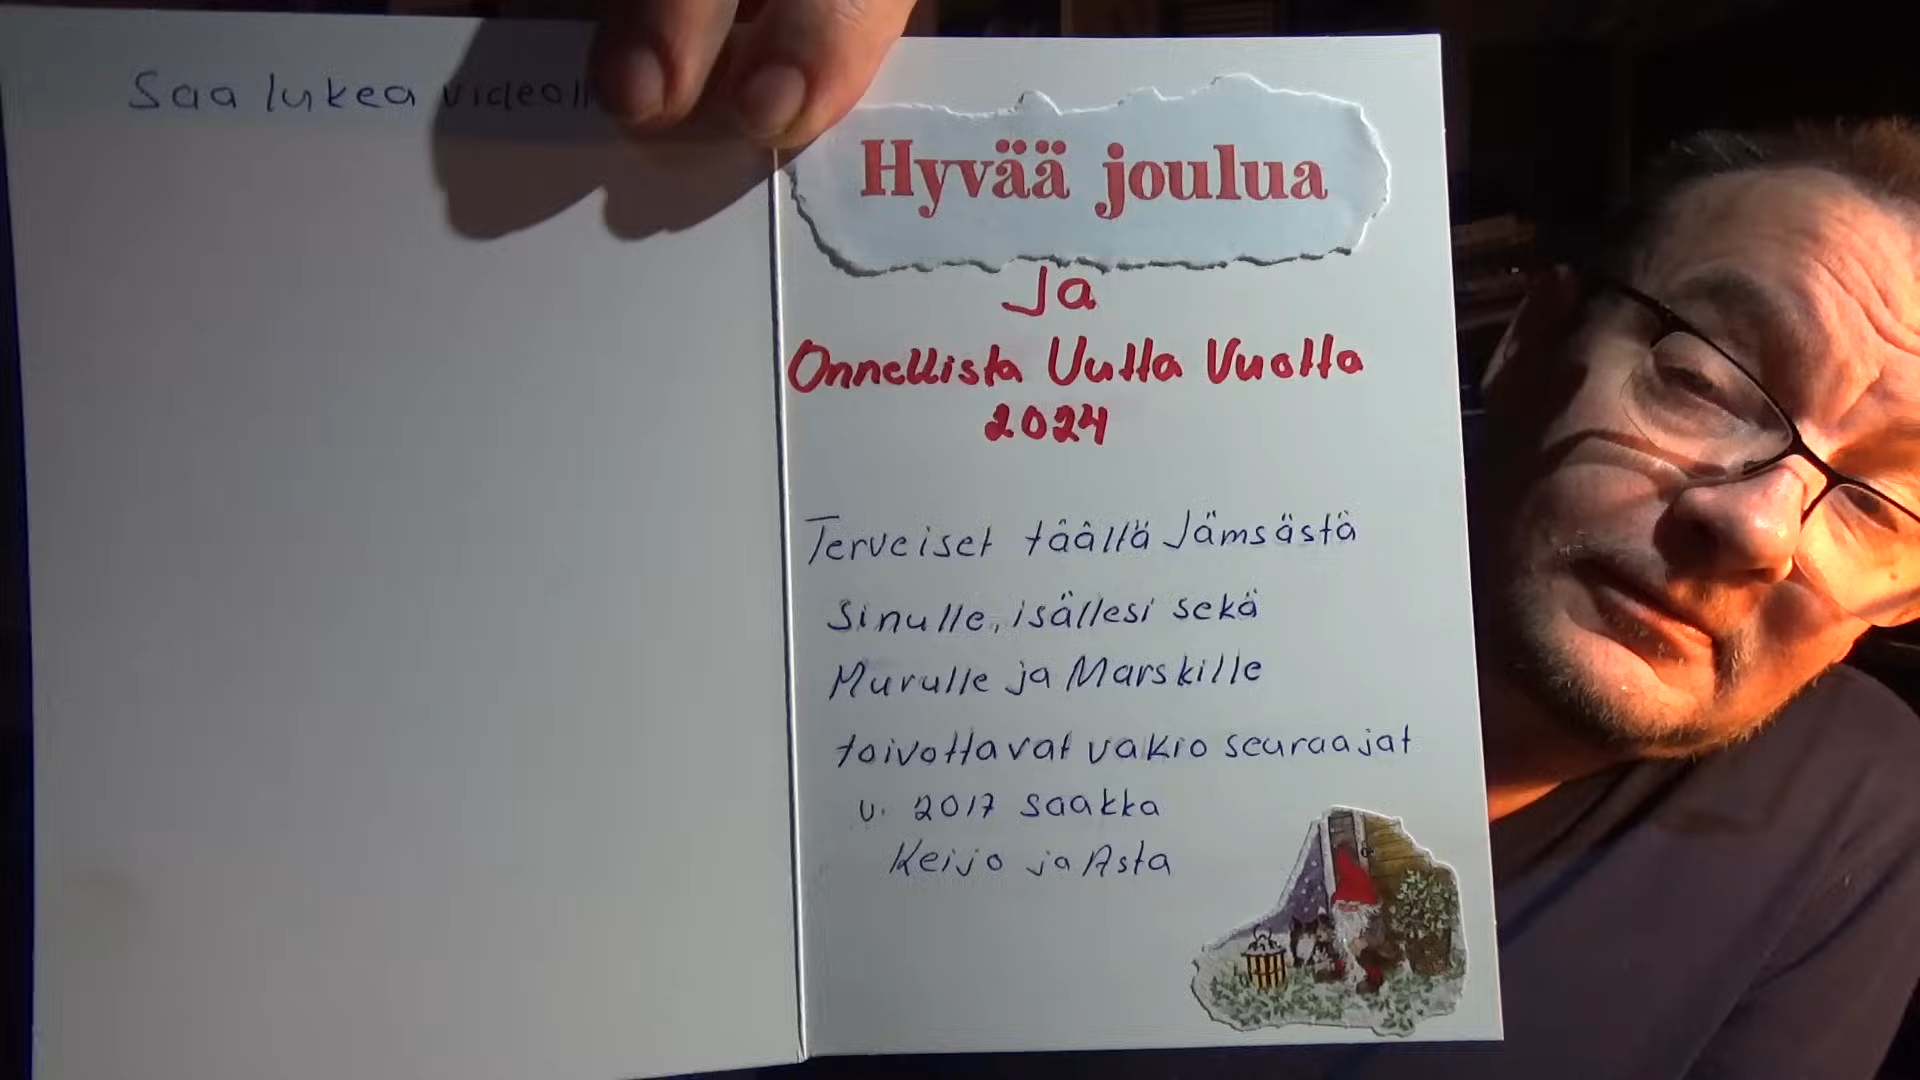 Saa lukea
Hyvää joulua
Ja
Onnellista Uutta Vuotta
2024
Terveiset täältä Jämsästä
Sinulle, isällesi sekä
Murulle ja Marskille
toivottavat vakio seuraajat
v. 2017 saakka
Keijo ja Asta